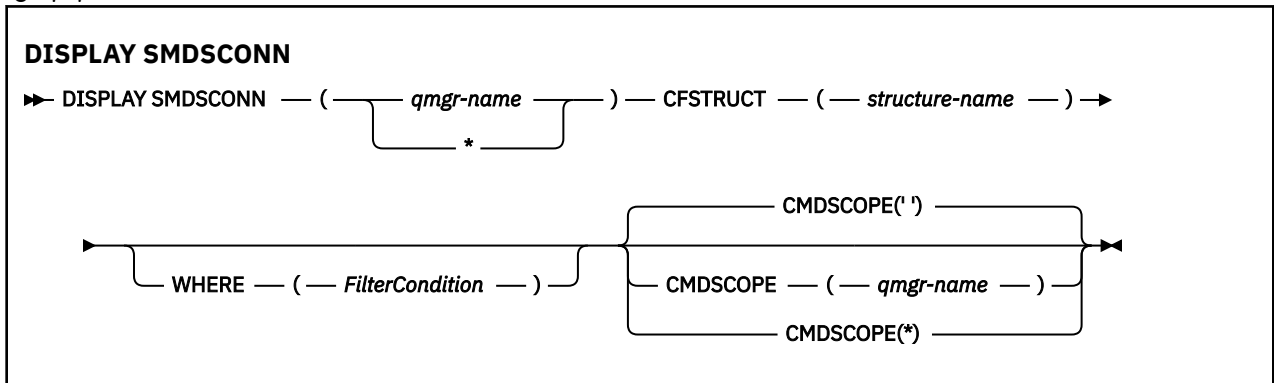 DISPLAY SMDSCONN
DISPLAY SMDSCONN ( qmgr-name ) CFSTRUCT ( structure-name )
*
CMDSCOPE(' ')
WHERE ( FilterCondition ) CMDSCOPE ( qmgr-name )
CMDSCOPE(*)